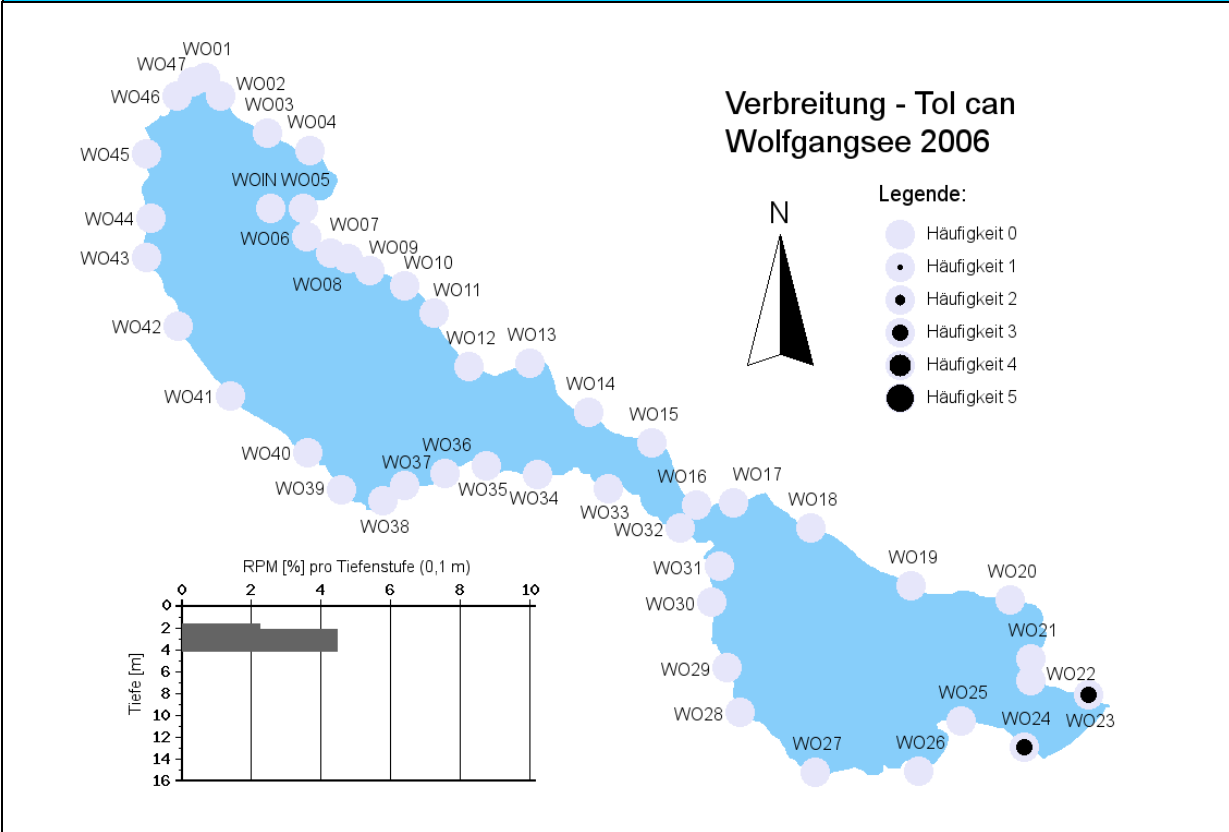 Verbreitung - Tol can
Wolfgangsee 2006
Legende:
Häufigkeit 0
Häufigkeit 1
Häufigkeit 2
Häufigkeit 3
Häufigkeit 4
Häufigkeit 5
N
WO01
WO47
WO02
WO46
WO03
WO04
WO45
WOIN WO05
WO44
WO06
WO07
WO43
WO08
WO09
WO10
WO11
WO42
WO12
WO13
WO41
WO14
WO15
WO40
WO36
WO37
WO39
WO35
WO34
WO38
WO33
WO16
WO17
WO32
WO18
WO31
WO19
WO20
WO30
WO21
WO29
WO22
WO28
WO25
WO24
WO23
WO27
WO26
RPM [%] pro Tiefenstufe (0,1 m)
0 2 4 6 8 10
Tiefe [m]
0
2
4
6
8
10
12
14
16